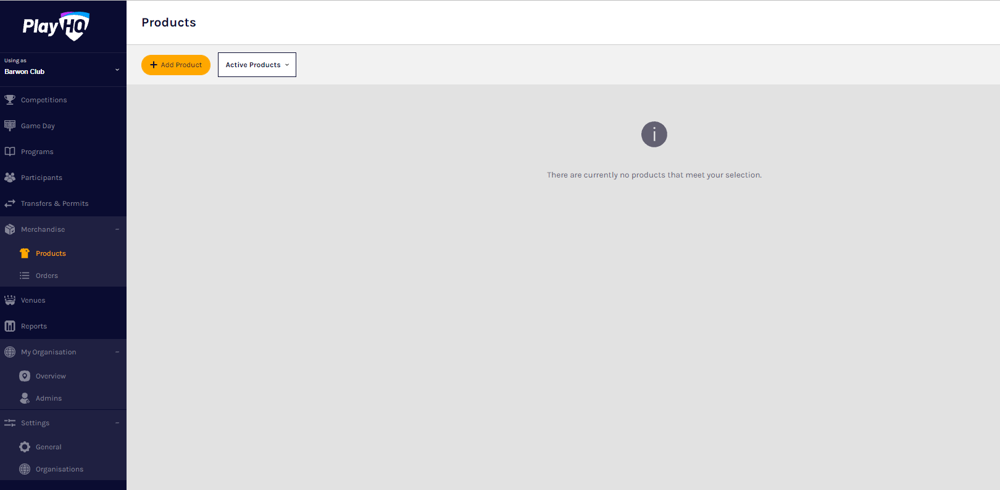 PlayHQ
Using as
Barwon Club
Competitions
Game Day
Programs
Participants
Transfers & Permits
Merchandise
Products
Orders
Venues
Reports
My Organisation
Overview
Admins
Settings
General
Organisations
Products
Add Product
Active Products
There are currently no products that meet your selection.